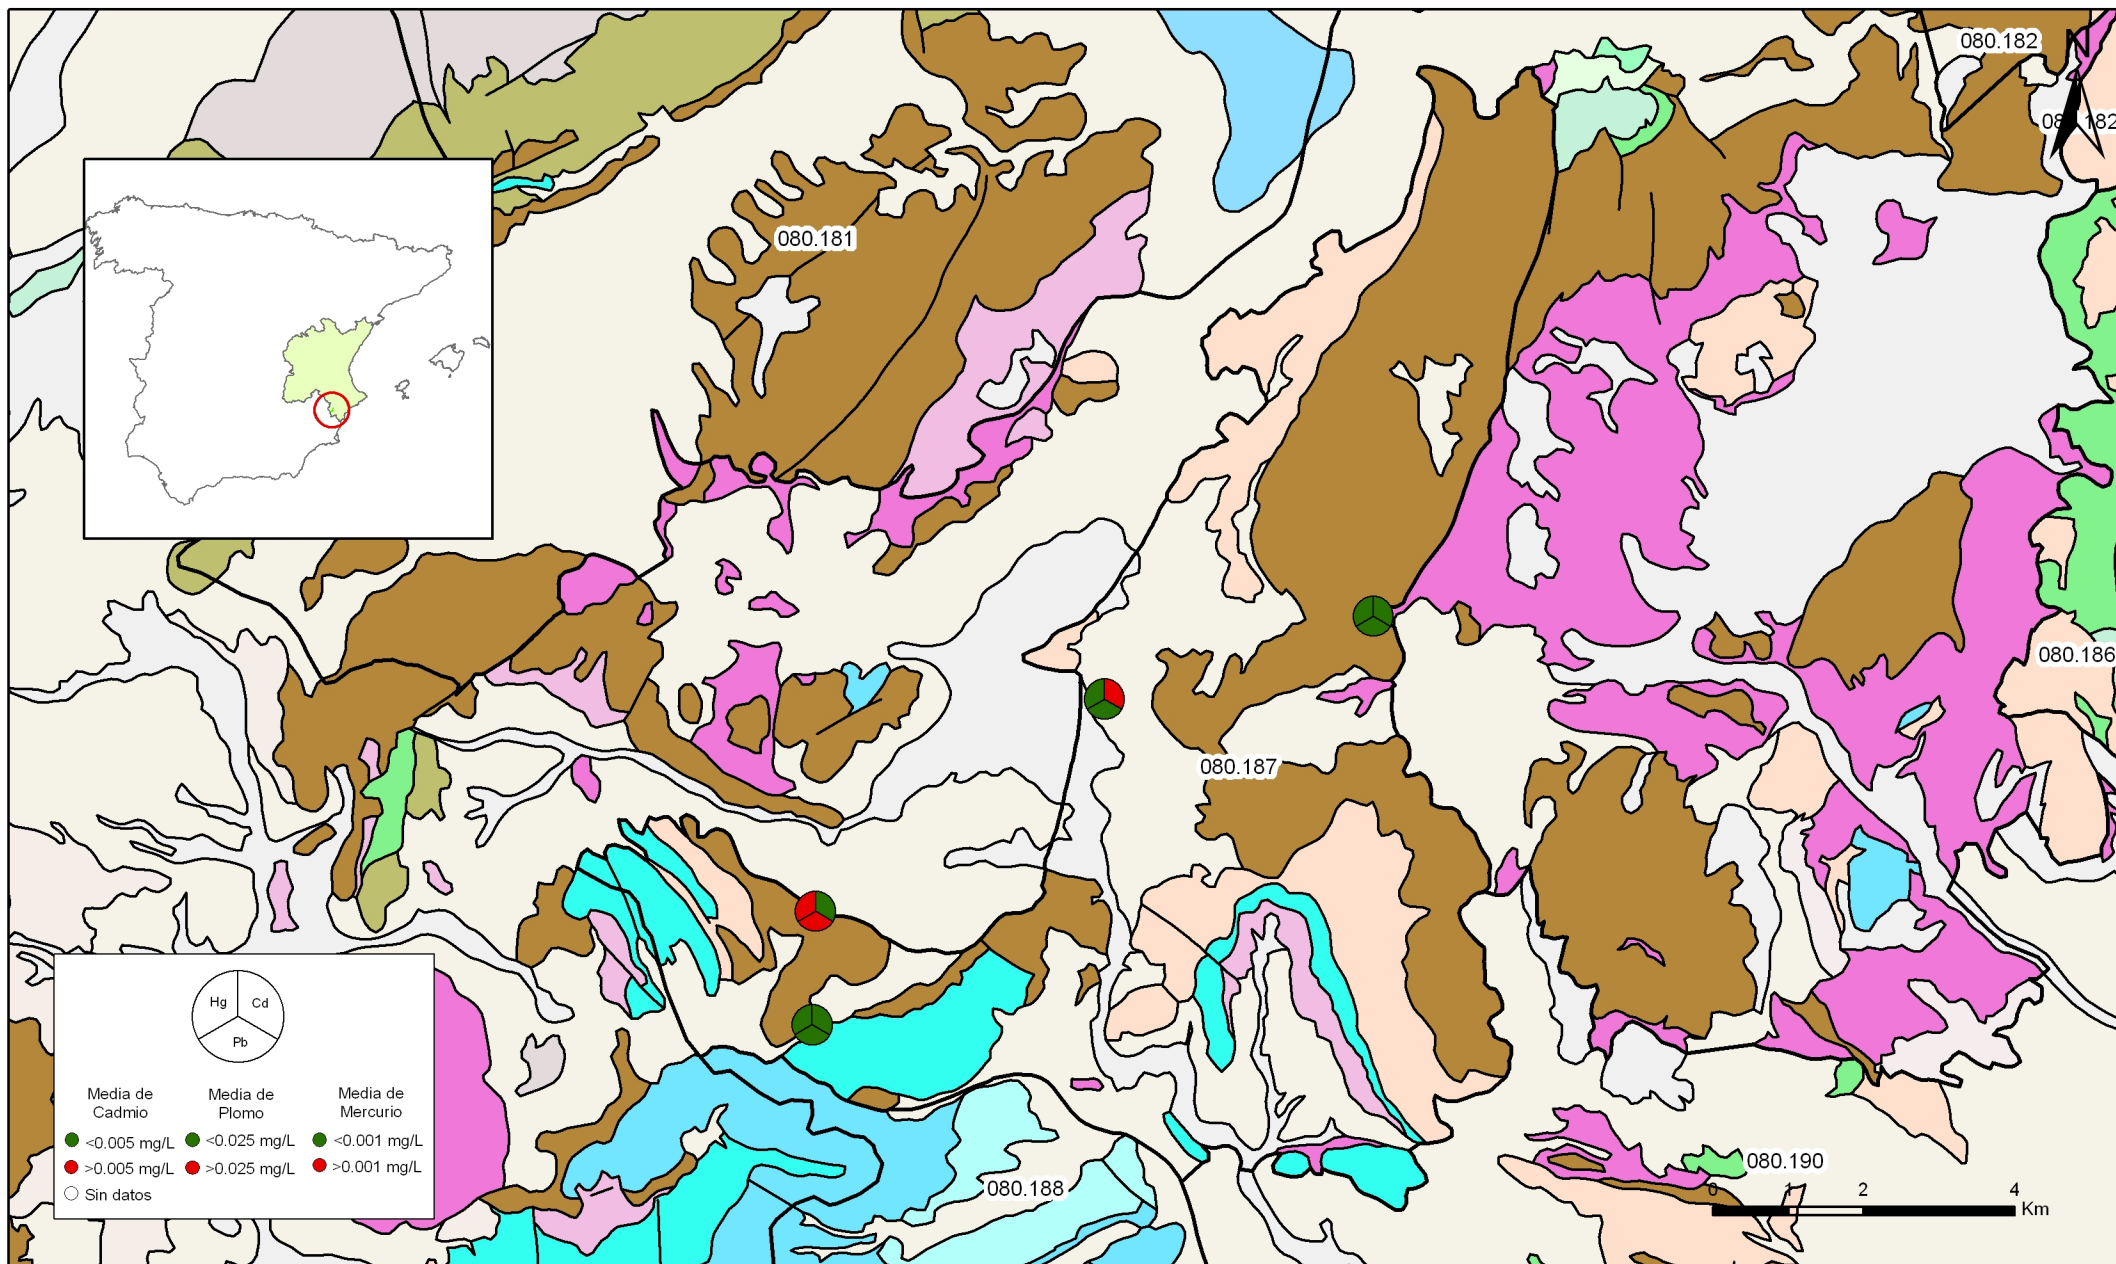 080.182
N
080.182
080.181
080.186
080.187
Hg
Cd
Pb
Media de Cadmio
Media de Plomo
Media de Mercurio
<0.005 mg/L
<0.025 mg/L
<0.001 mg/L
>0.005 mg/L
>0.025 mg/L
>0.001 mg/L
Sin datos
080.188
080.190
0 1 2 4
Km